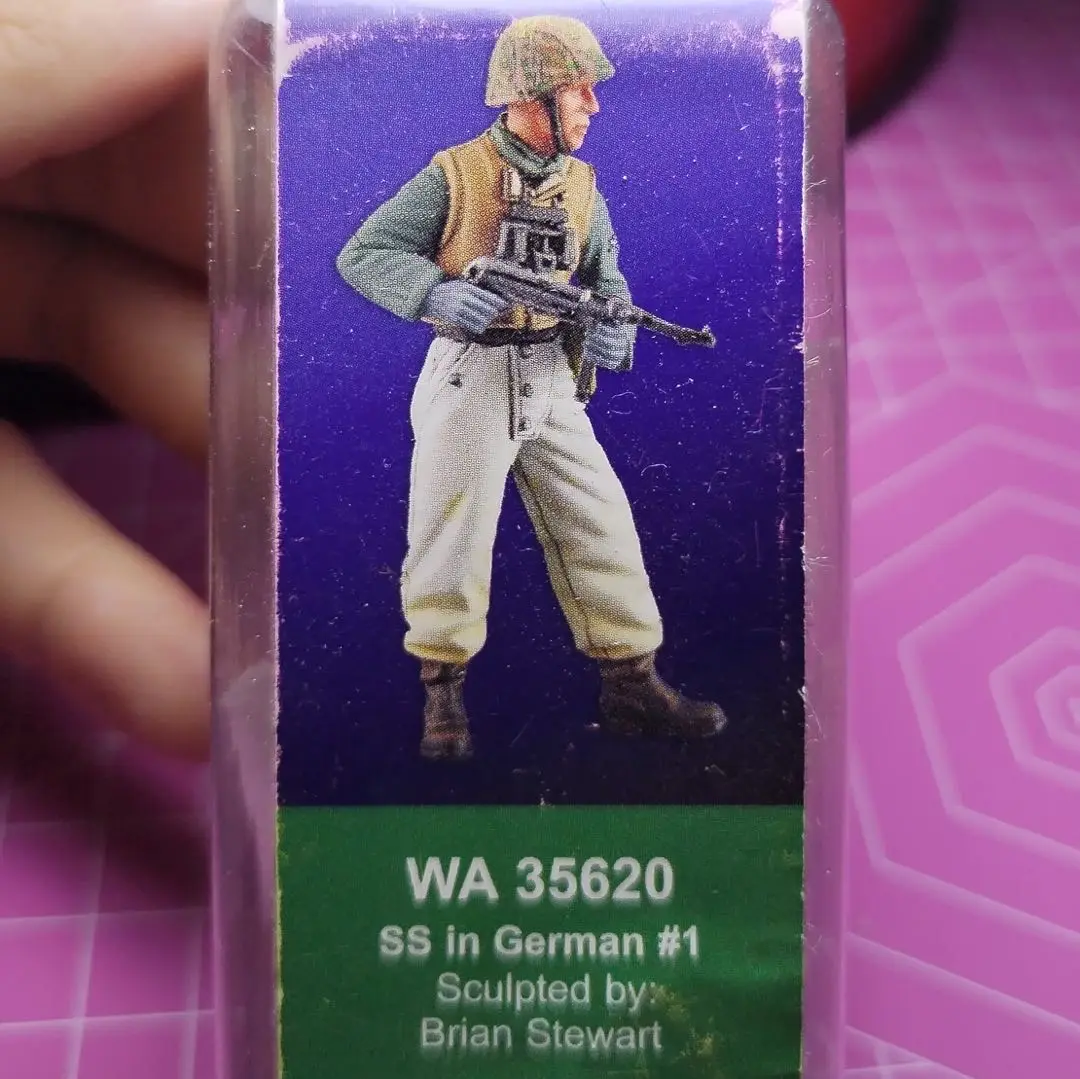 WA 35620
SS in German #1
Sculpted by:
Brian Stewart